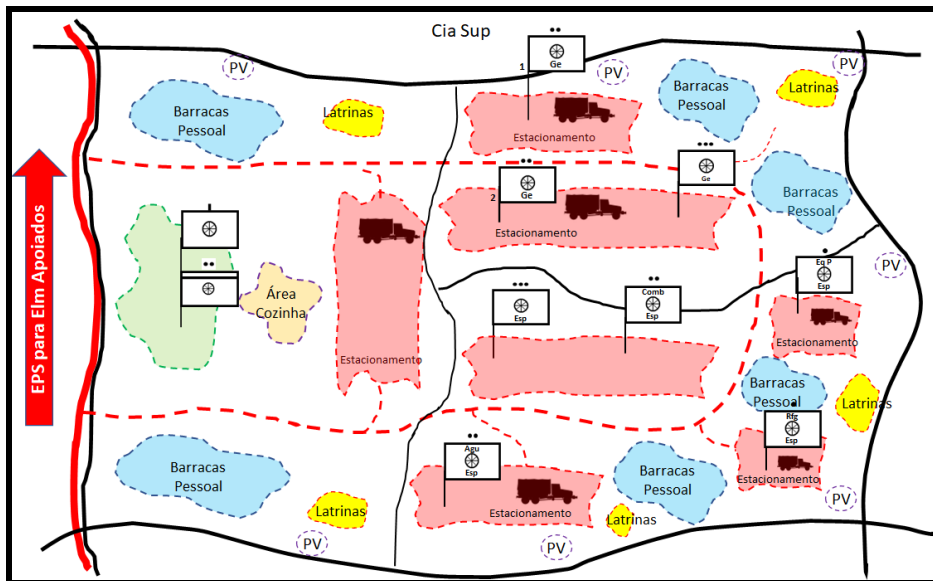 Cia Sup
Ge
1
PV
PV
PV
Barracas
Pessoal
Latrinas
Barracas
Pessoal
Latrinas
Estacionamento
Ge
2
Ge
Estacionamento
Barracas
Pessoal
EPS para Elm Apoiados
Área
Cozinha
Estacionamento
Esp
Comb
Esp
Eq P
Esp
PV
Estacionamento
Barracas
Pessoal
Latrinas
Rfg
Esp
Agu
Esp
Barracas
Pessoal
Estacionamento
Barracas
Pessoal
Estacionamento
Latrinas
Latrinas
PV
PV
PV